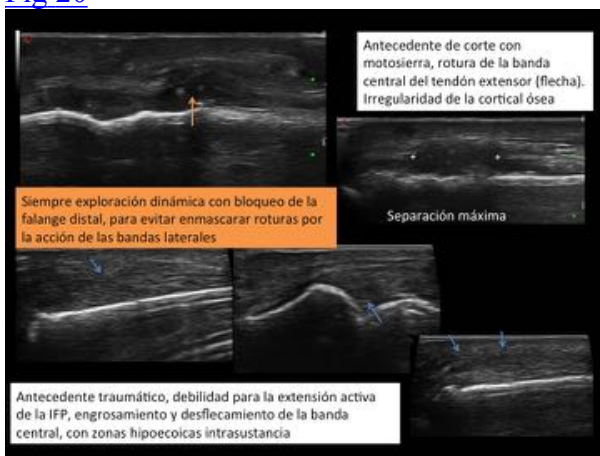 Fig 20
Antecedente de corte con
motosierra, rotura de la banda
central del tendón extensor (flecha).
Irregularidad de la cortical ósea
Siempre exploración dinámica con bloqueo de la
falange distal, para evitar enmascarar roturas por
la acción de las bandas laterales
Separación máxima
Antecedente traumático, debilidad para la extensión activa
de la IFP, engrosamiento y desflecamiento de la banda
central, con zonas hipoecoicas intrasustancia